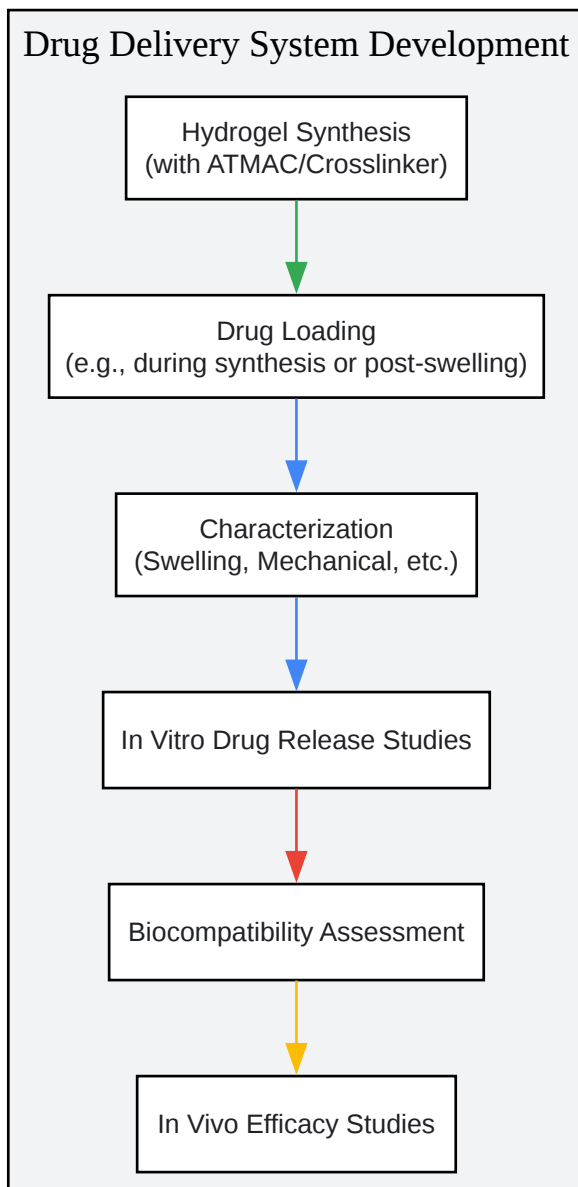 Drug Delivery System Development
Hydrogel Synthesis
(with ATMAC/Crosslinker)
Drug Loading
(e.g., during synthesis or post-swelling)
Characterization
(Swelling, Mechanical, etc.)
In Vitro Drug Release Studies
Biocompatibility Assessment
In Vivo Efficacy Studies